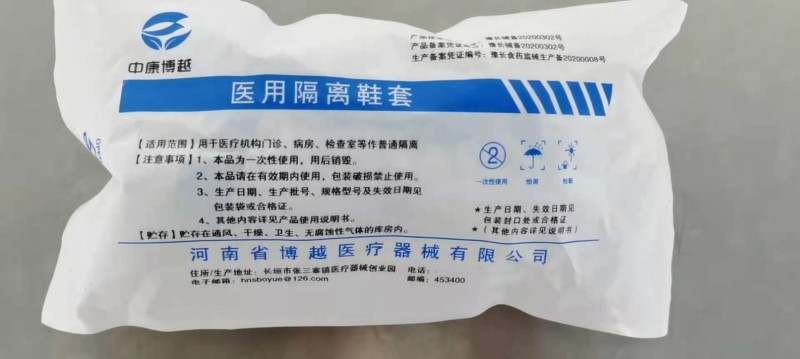 中康博越
产品备案凭证编号：豫长械备20200302号
生产备案凭证编号：豫长食药监械生产备20200008号
医用隔离鞋套
【适用范围】用于医疗机构门诊、病房、检查室等作普通隔离
【注意事项】1、本品为一次性使用，用后销毁。
2、本品请在有效期内使用，包装破损禁止使用。
3、生产日期、生产批号、规格型号及失效日期见
包装袋或合格证。
4、其他内容详见产品使用说明书。
【贮存】贮存在通风、干燥、卫生、无腐蚀性气体的库房内。
2
一次性使用
怕雨
★生产日期、失效日期见
包装封口处或合格证
★（其他内容详见说明书）
河南省博越医疗器械有限公司
住所/生产地址：长垣市张三寨镇医疗器械创业园 电话：
电子邮箱：hnsboyue@126.com 邮编：453400